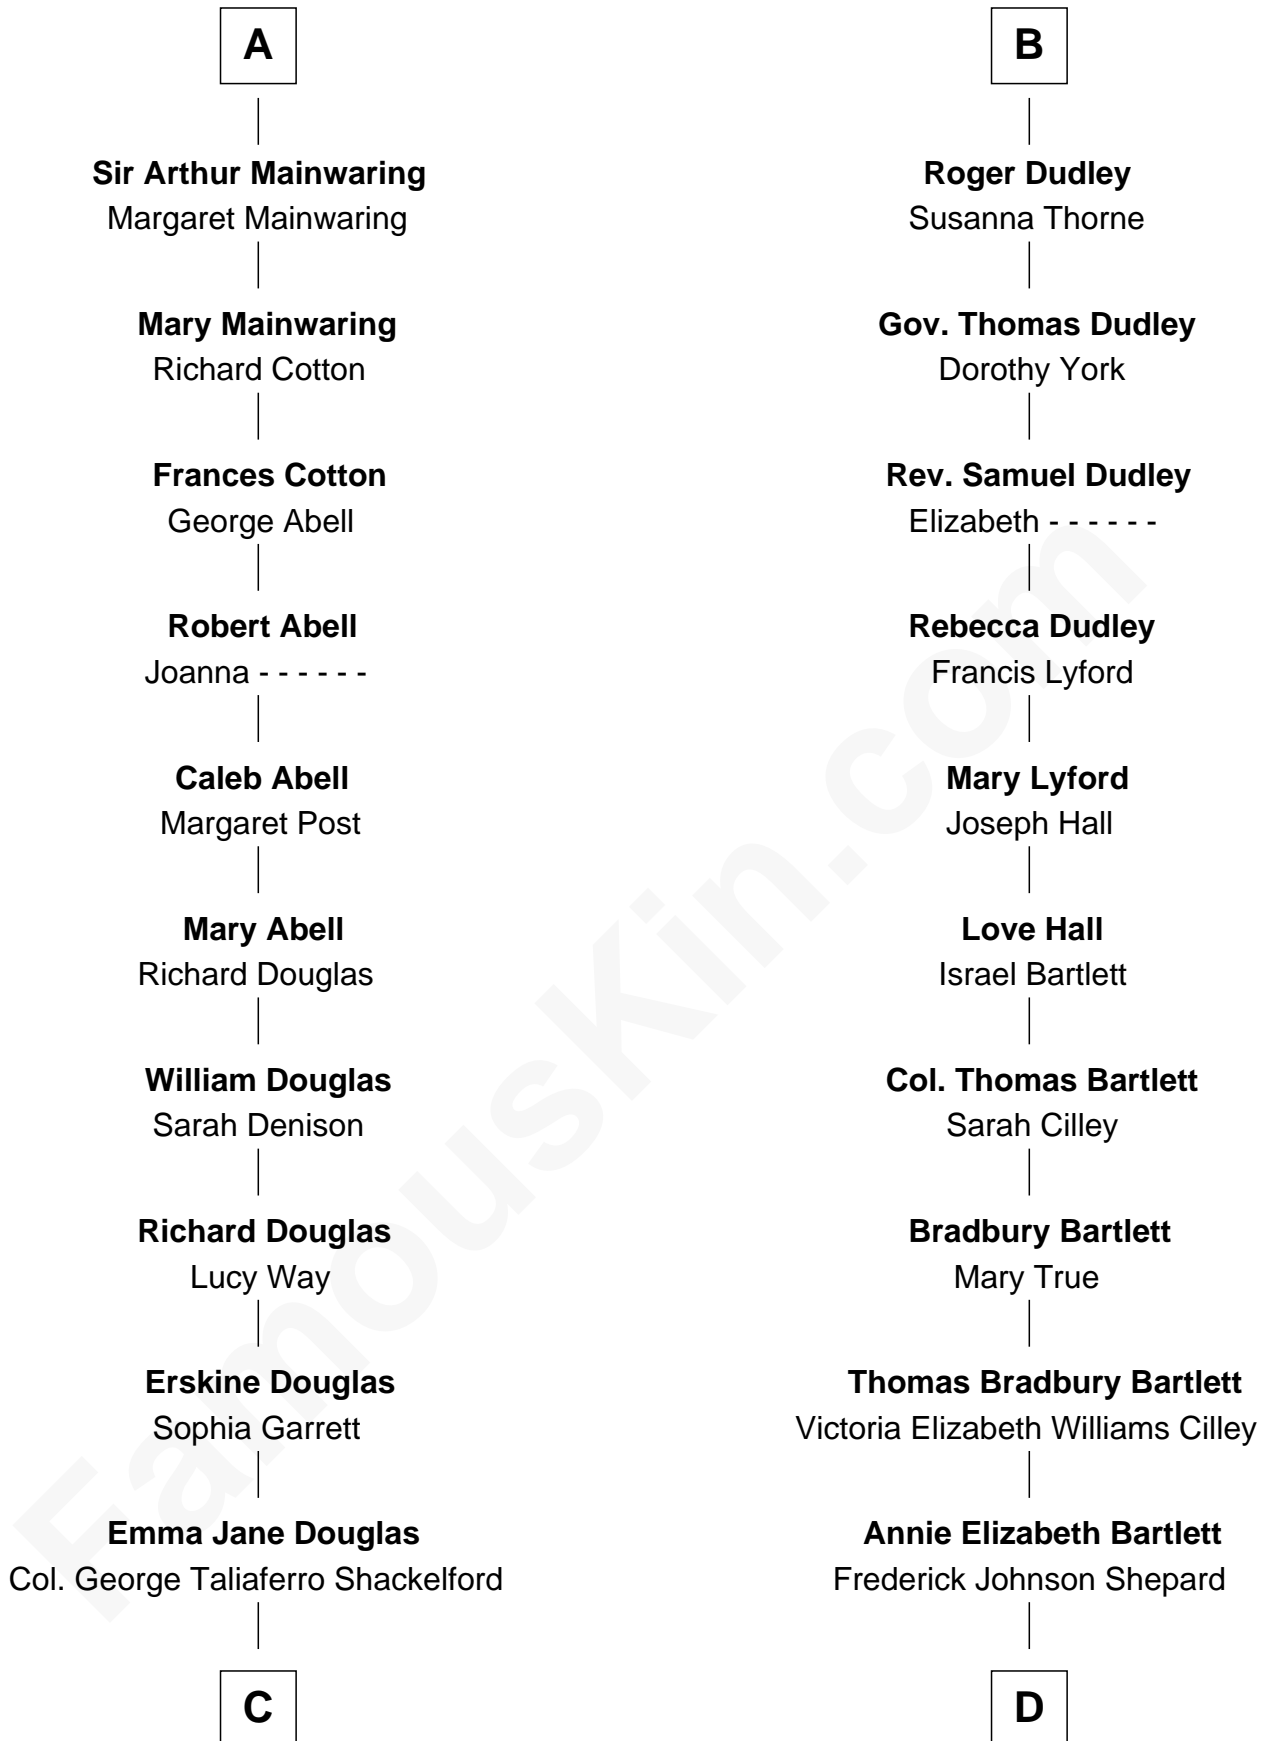 A
Sir Arthur Mainwaring
Margaret Mainwaring
Mary Mainwaring
Richard Cotton
Frances Cotton
George Abell
Robert Abell
Joanna - - - - - -
Caleb Abell
Margaret Post
Mary Abell
Richard Douglas
William Douglas
Sarah Denison
Richard Douglas
Lucy Way
Erskine Douglas
Sophia Garrett
Emma Jane Douglas
Col. George Taliaferro Shackelford
C
B
Roger Dudley
Susanna Thorne
Gov. Thomas Dudley
Dorothy York
Rev. Samuel Dudley
Elizabeth - - - - - -
Rebecca Dudley
Francis Lyford
Mary Lyford
Joseph Hall
Love Hall
Israel Bartlett
Col. Thomas Bartlett
Sarah Cilley
Bradbury Bartlett
Mary True
Thomas Bradbury Bartlett
Victoria Elizabeth Williams Cilley
Annie Elizabeth Bartlett
Frederick Johnson Shepard
D
FamousKin.com